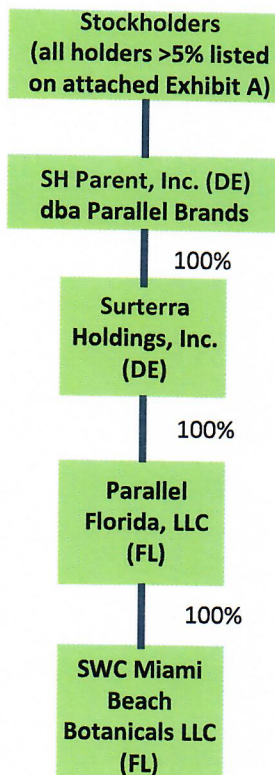 Stockholders
(all holders >5% listed
on attached Exhibit A)
SH Parent, Inc. (DE)
dba Parallel Brands
100%
Surterra
Holdings, Inc.
(DE)
100%
Parallel
Florida, LLC
(FL)
100%
SWC Miami
Beach
Botanicals LLC
(FL)